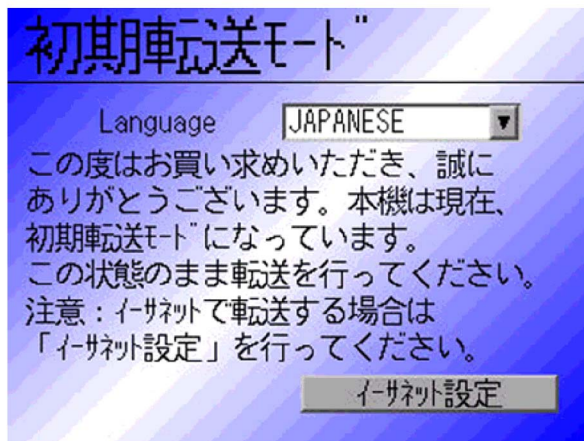 初期転送ﾓｰﾄﾞ
Language JAPANESE
この度はお買い求めいただき、誠に
ありがとうございます。本機は現在、
初期転送ﾓｰﾄﾞになっています。
この状態のまま転送を行ってください。
注意：ｲｰｻﾈｯﾄで転送する場合は
「ｲｰｻﾈｯﾄ設定」を行ってください。
ｲｰｻﾈｯﾄ設定